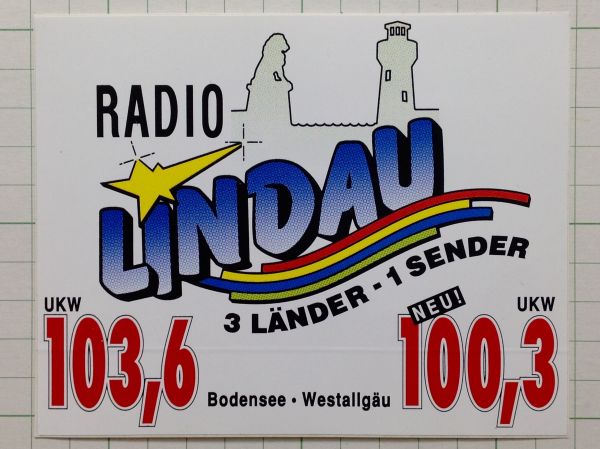 RADIO
LINDAU
3 LÄNDER - 1 SENDER
UKW
103,6
Bodensee • Westallgäu
NEU!
UKW
100,3